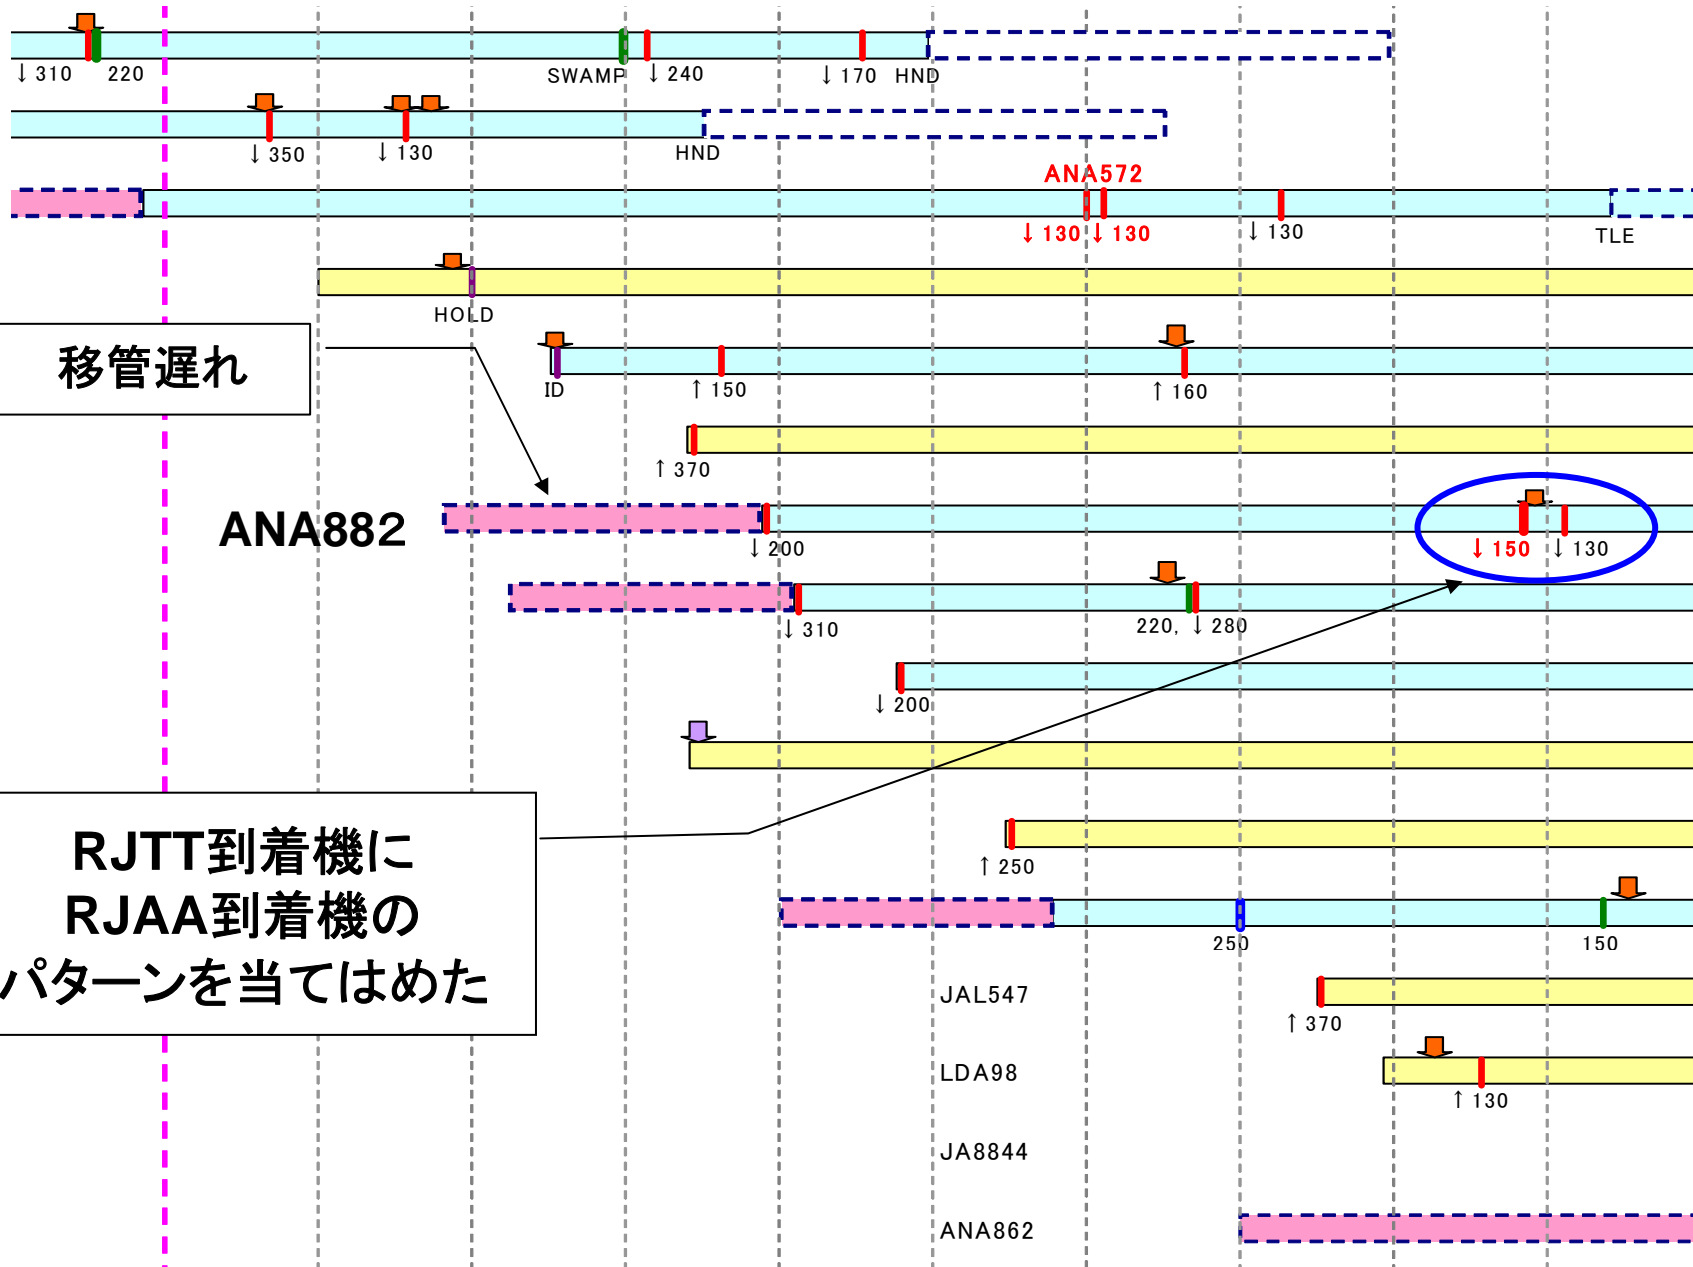 ↓ 310 220 SWAMP ↓ 240 ↓ 170 HND
↓ 350 ↓ 130 HND
ANA572
↓ 130 ↓ 130 ↓ 130 TLE
HOLD
移管遅れ
ID ↑ 150 ↑ 160
↑ 370
ANA882
↓ 200 ↓ 150 ↓ 130
↓ 310 220, ↓ 280
↓ 200
RJTT到着機に
RJAA到着機の
パターンを当てはめた
↑ 250
250 150
JAL547
↑ 370
LDA98
↑ 130
JA8844
ANA862